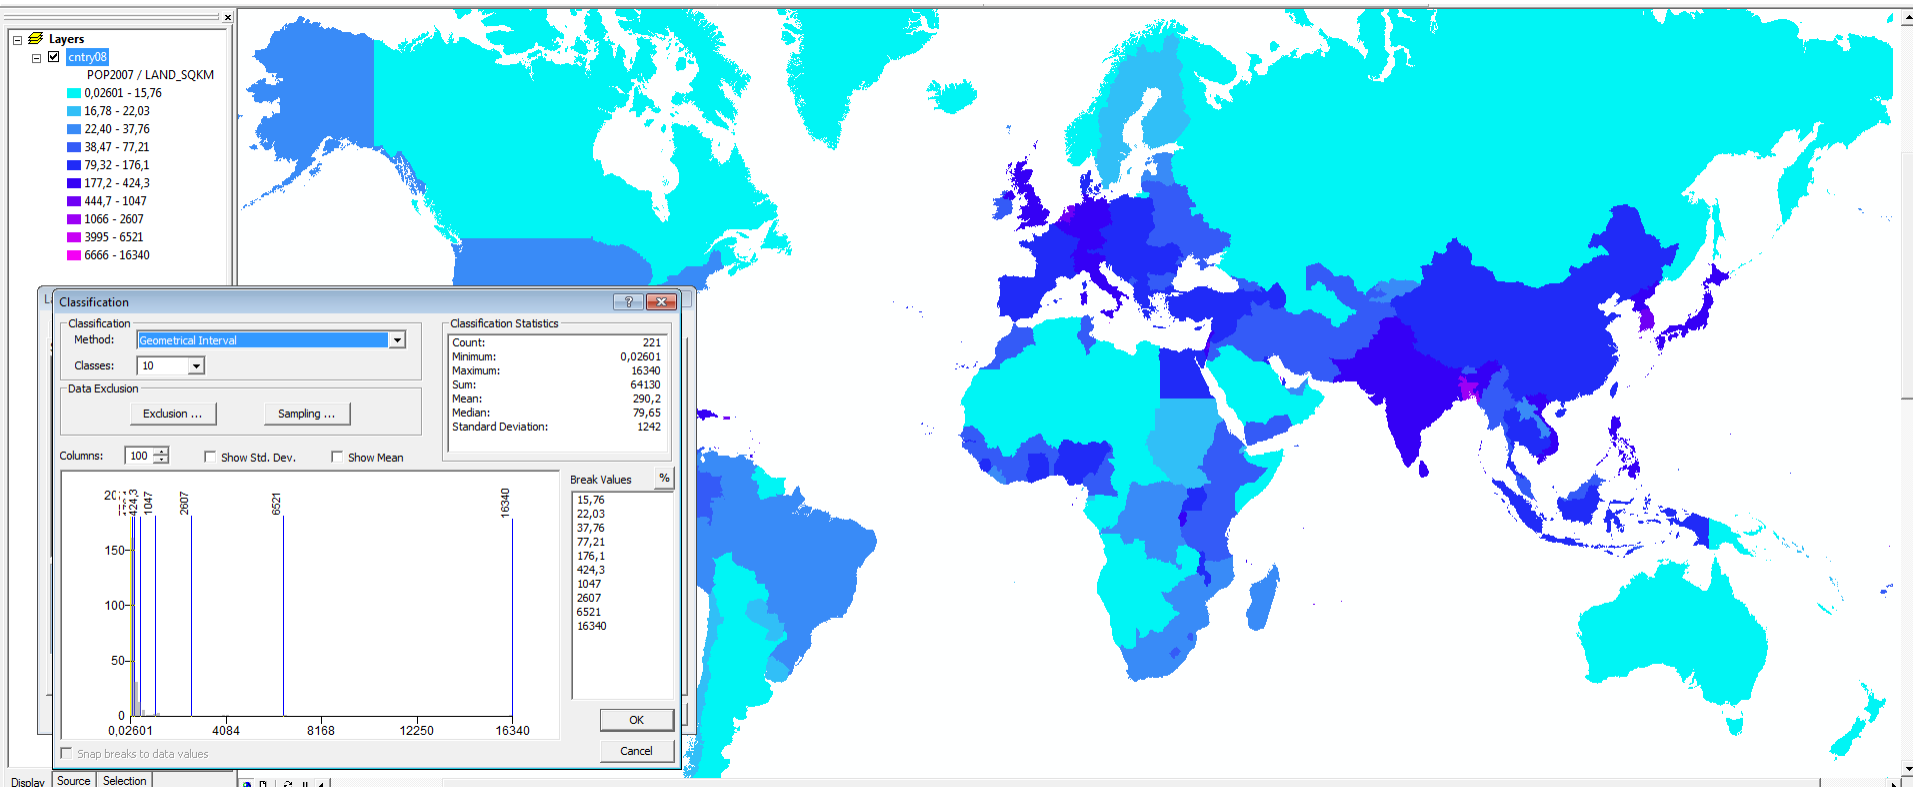 Layers
cntry08
POP2007 / LAND_SQKM
0,02601 - 15,76
16,78 - 22,03
22,40 - 37,76
38,47 - 77,21
79,32 - 176,1
177,2 - 424,3
444,7 - 1047
1066 - 2607
3995 - 6521
6666 - 16340
Classification
Classification
Method: Geometrical Interval
Classes: 10
Data Exclusion
Exclusion ...
Sampling ...
Classification Statistics
Count: 221
Minimum: 0,02601
Maximum: 16340
Sum: 64130
Mean: 290,2
Median: 79,65
Standard Deviation: 1242
Columns: 100
Show Std. Dev.
Show Mean
Break Values
%
15,76
22,03
37,76
77,21
176,1
424,3
1047
2607
6521
16340
424,3
1047
2607
6521
16340
150
100
50
0
0,02601 4084 8168 12250 16340
OK
Cancel
Snap breaks to data values
Display Source Selection